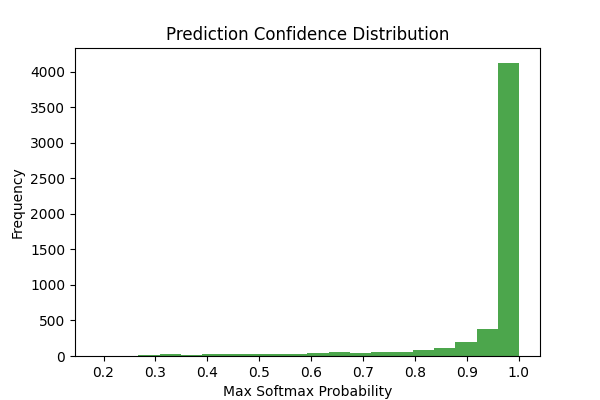 Prediction Confidence Distribution
4000
3500
3000
2500
2000
1500
1000
500
0
Frequency
0.2 0.3 0.4 0.5 0.6 0.7 0.8 0.9 1.0
Max Softmax Probability